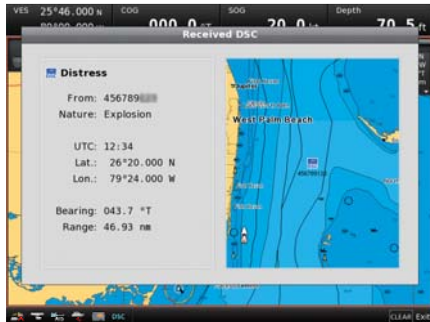 VES 25°46.000 N COG SOG Depth
000.0 °T 20.0 70.5 ft
Received DSC
Distress
From: 456789
Nature: Explosion
UTC: 12:34
Lat.: 26°20.000 N
Lon.: 79°24.000 W
Bearing: 043.7 °T
Range: 46.93 nm
West Palm Beach
DSC
CLEAR Exit